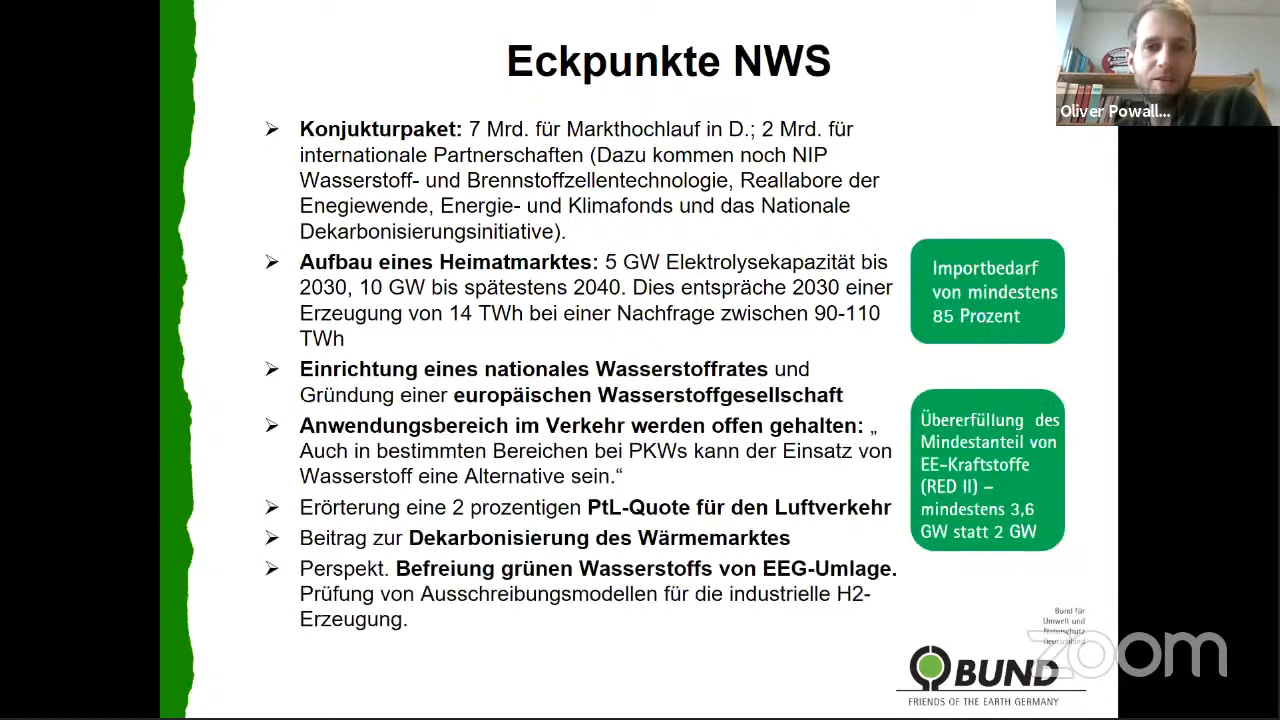 Eckpunkte NWS
Oliver Powall...
➢ Konjukturpaket: 7 Mrd. für Markthochlauf in D.; 2 Mrd. für
internationale Partnerschaften (Dazu kommen noch NIP
Wasserstoff- und Brennstoffzellentechnologie, Reallabore der
Enegiewende, Energie- und Klimafonds und das Nationale
Dekarbonisierungsinitiative).
➢ Aufbau eines Heimatmarktes: 5 GW Elektrolysekapazität bis
2030, 10 GW bis spätestens 2040. Dies entspräche 2030 einer
Erzeugung von 14 TWh bei einer Nachfrage zwischen 90-110
TWh
➢ Einrichtung eines nationales Wasserstoffrates und
Gründung einer europäischen Wasserstoffgesellschaft
➢ Anwendungsbereich im Verkehr werden offen gehalten: „
Auch in bestimmten Bereichen bei PKWs kann der Einsatz von
Wasserstoff eine Alternative sein.“
➢ Erörterung eine 2 prozentigen PtL-Quote für den Luftverkehr
➢ Beitrag zur Dekarbonisierung des Wärmemarktes
➢ Perspekt. Befreiung grünen Wasserstoffs von EEG-Umlage.
Prüfung von Ausschreibungsmodellen für die industrielle H2-
Erzeugung.
Importbedarf
von mindestens
85 Prozent
Übererfüllung des
Mindestanteil von
EE-Kraftstoffe
(RED II) –
mindestens 3,6
GW statt 2 GW
Bund für
Umwelt und
Naturschutz
Deutschland
zoom
BUND
FRIENDS OF THE EARTH GERMANY